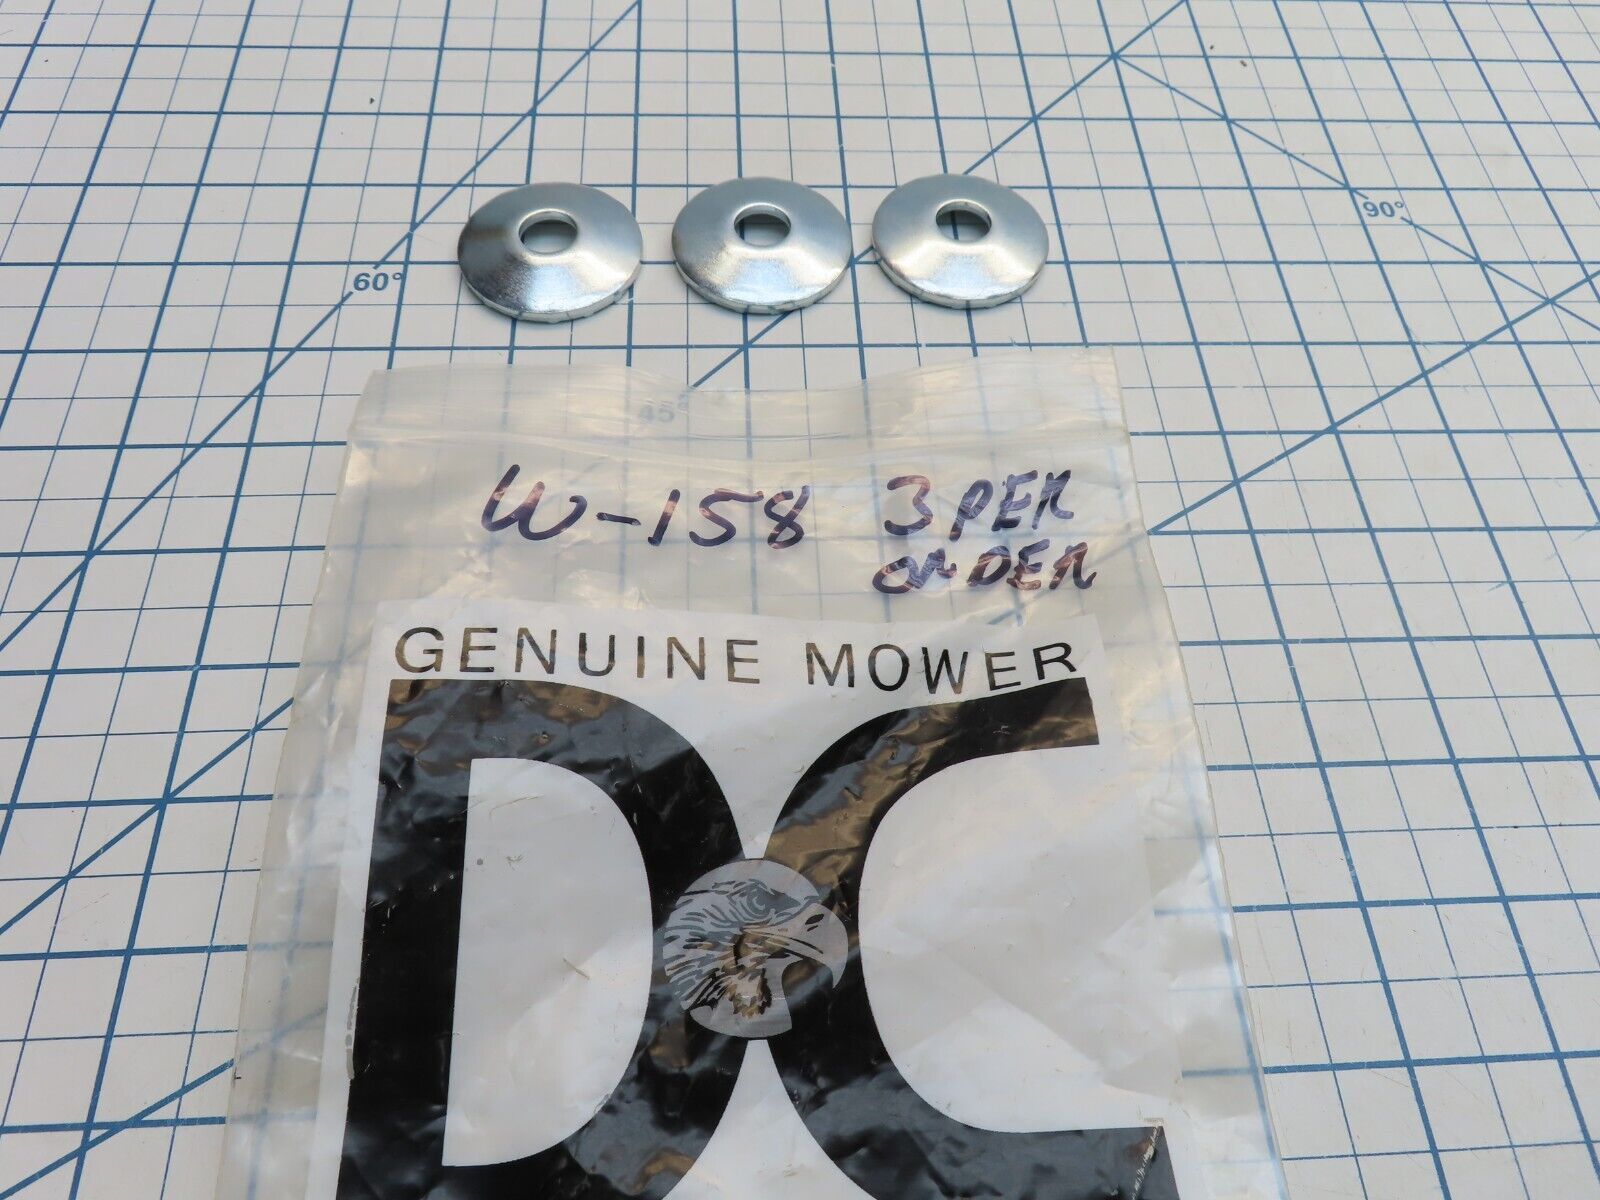 90°
60°
45°
W-158 3 PER
ORDER
GENUINE MOWER
DC